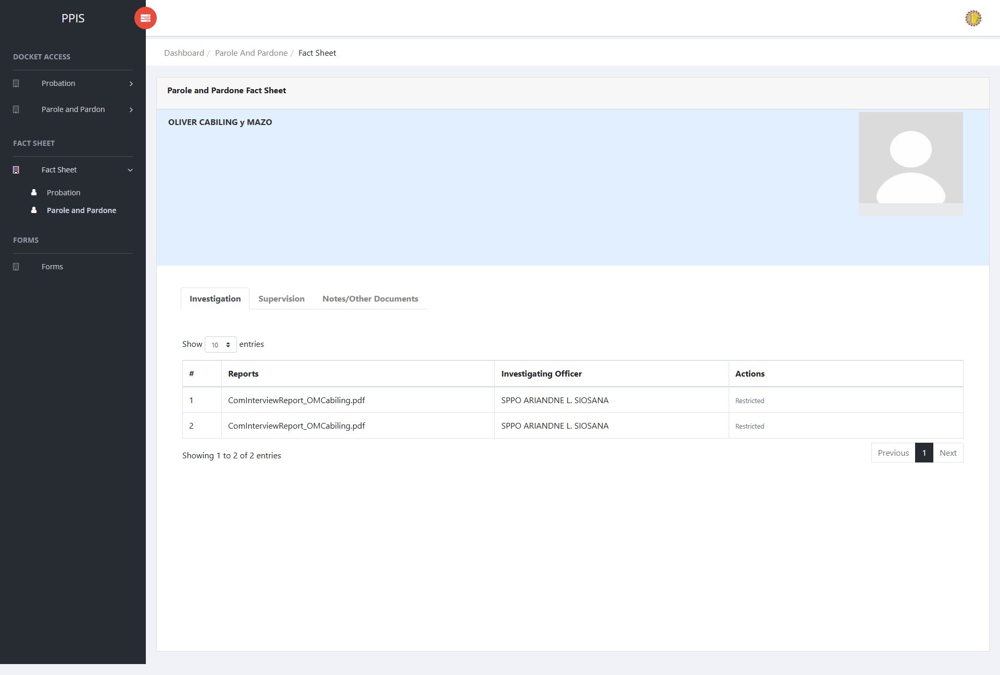 PPIS
DOCKET ACCESS
Probation
Parole and Pardon
FACT SHEET
Fact Sheet
Probation
Parole and Pardone
FORMS
Forms
Dashboard / Parole And Pardone / Fact Sheet
Parole and Pardone Fact Sheet
OLIVER CABILING y MAZO
Investigation Supervision Notes/Other Documents
Show 10 entries
# Reports Investigating Officer Actions
1 ComInterviewReport_OMCabiling.pdf SPPO ARIANDNE L. SIOSANA Restricted
2 ComInterviewReport_OMCabiling.pdf SPPO ARIANDNE L. SIOSANA Restricted
Showing 1 to 2 of 2 entries
Previous 1 Next